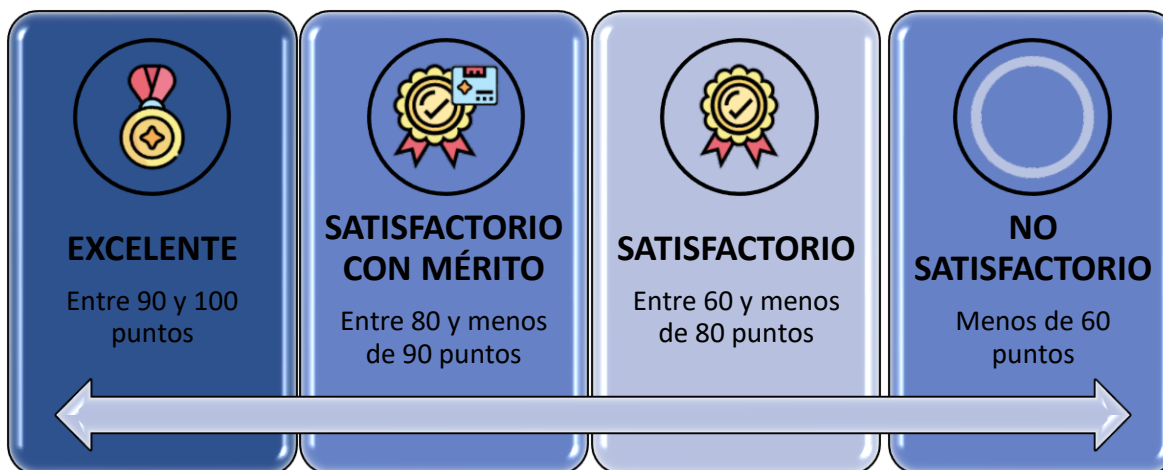 EXCELENTE
Entre 90 y 100
puntos
SATISFACTORIO
CON MÉRITO
Entre 80 y menos
de 90 puntos
SATISFACTORIO
Entre 60 y menos
de 80 puntos
NO
SATISFACTORIO
Menos de 60
puntos